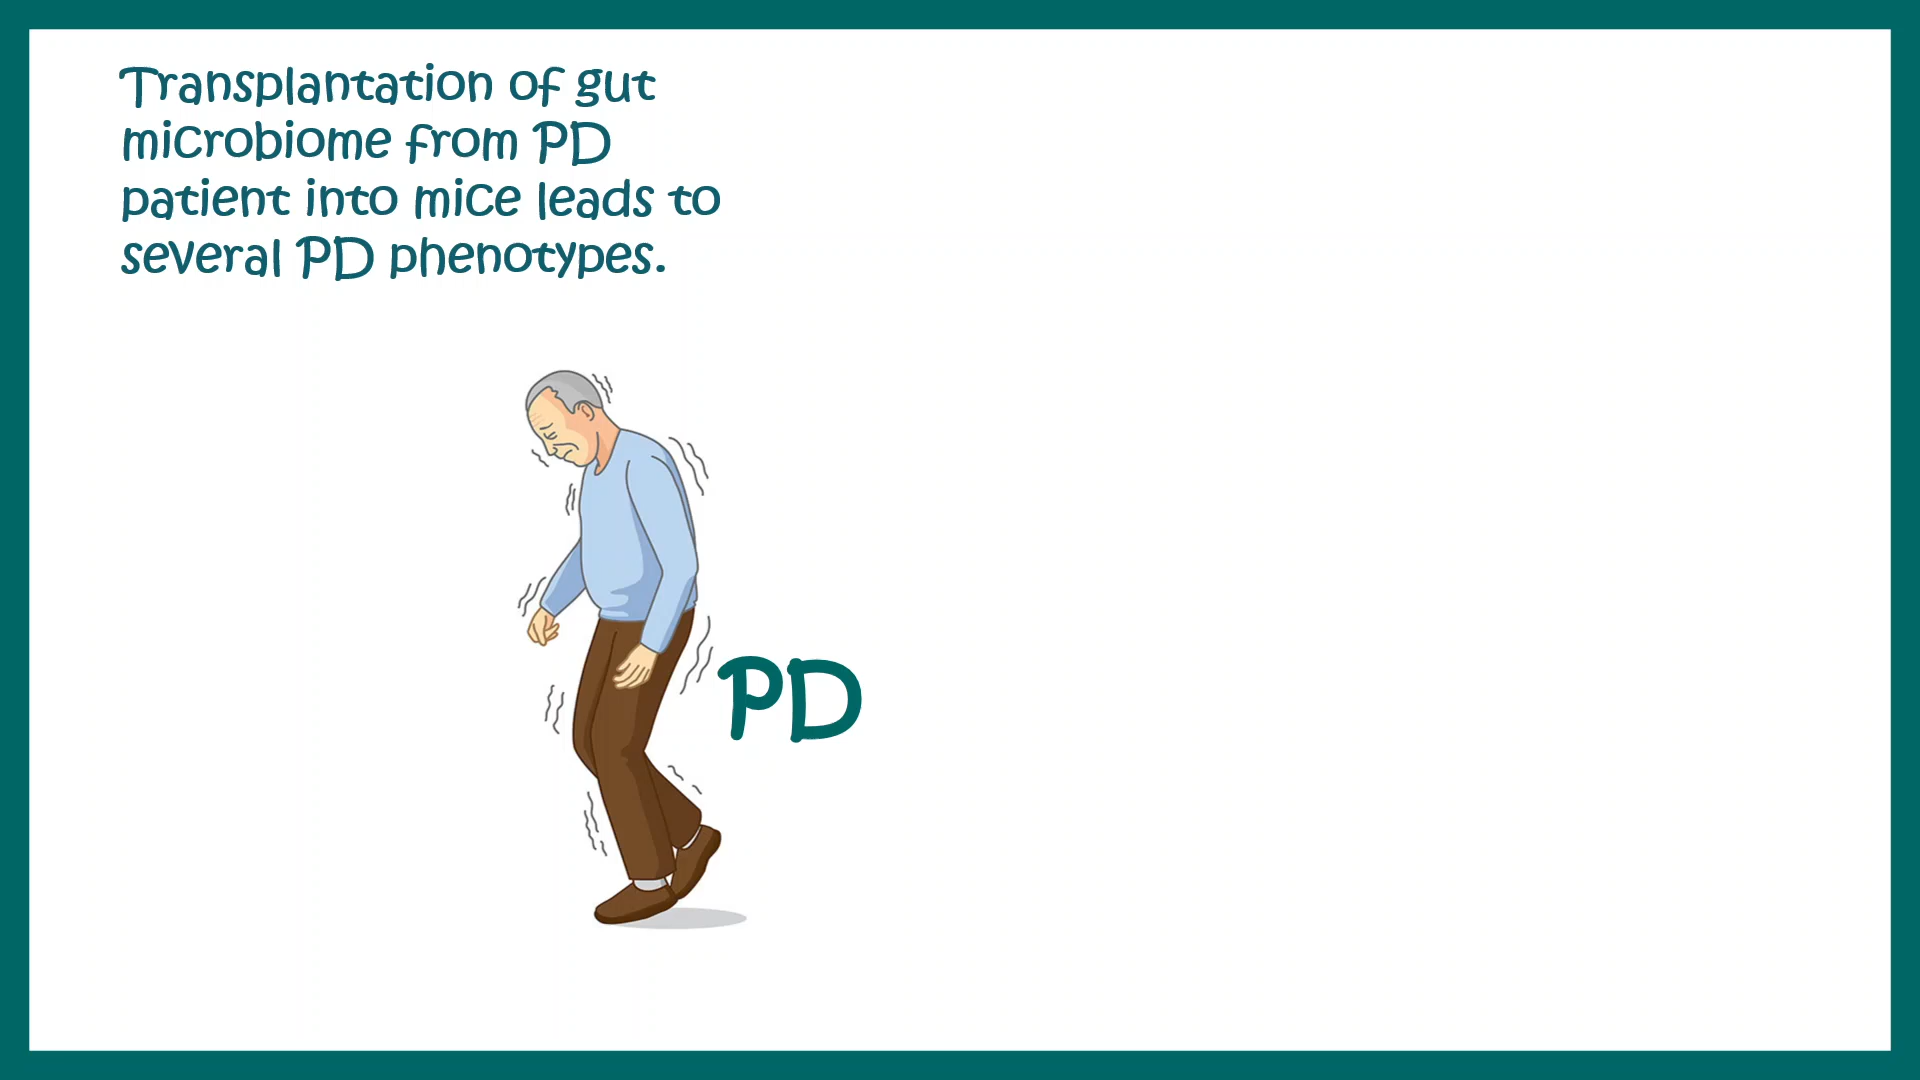 Transplantation of gut
microbiome from PD
patient into mice leads to
several PD phenotypes.
PD